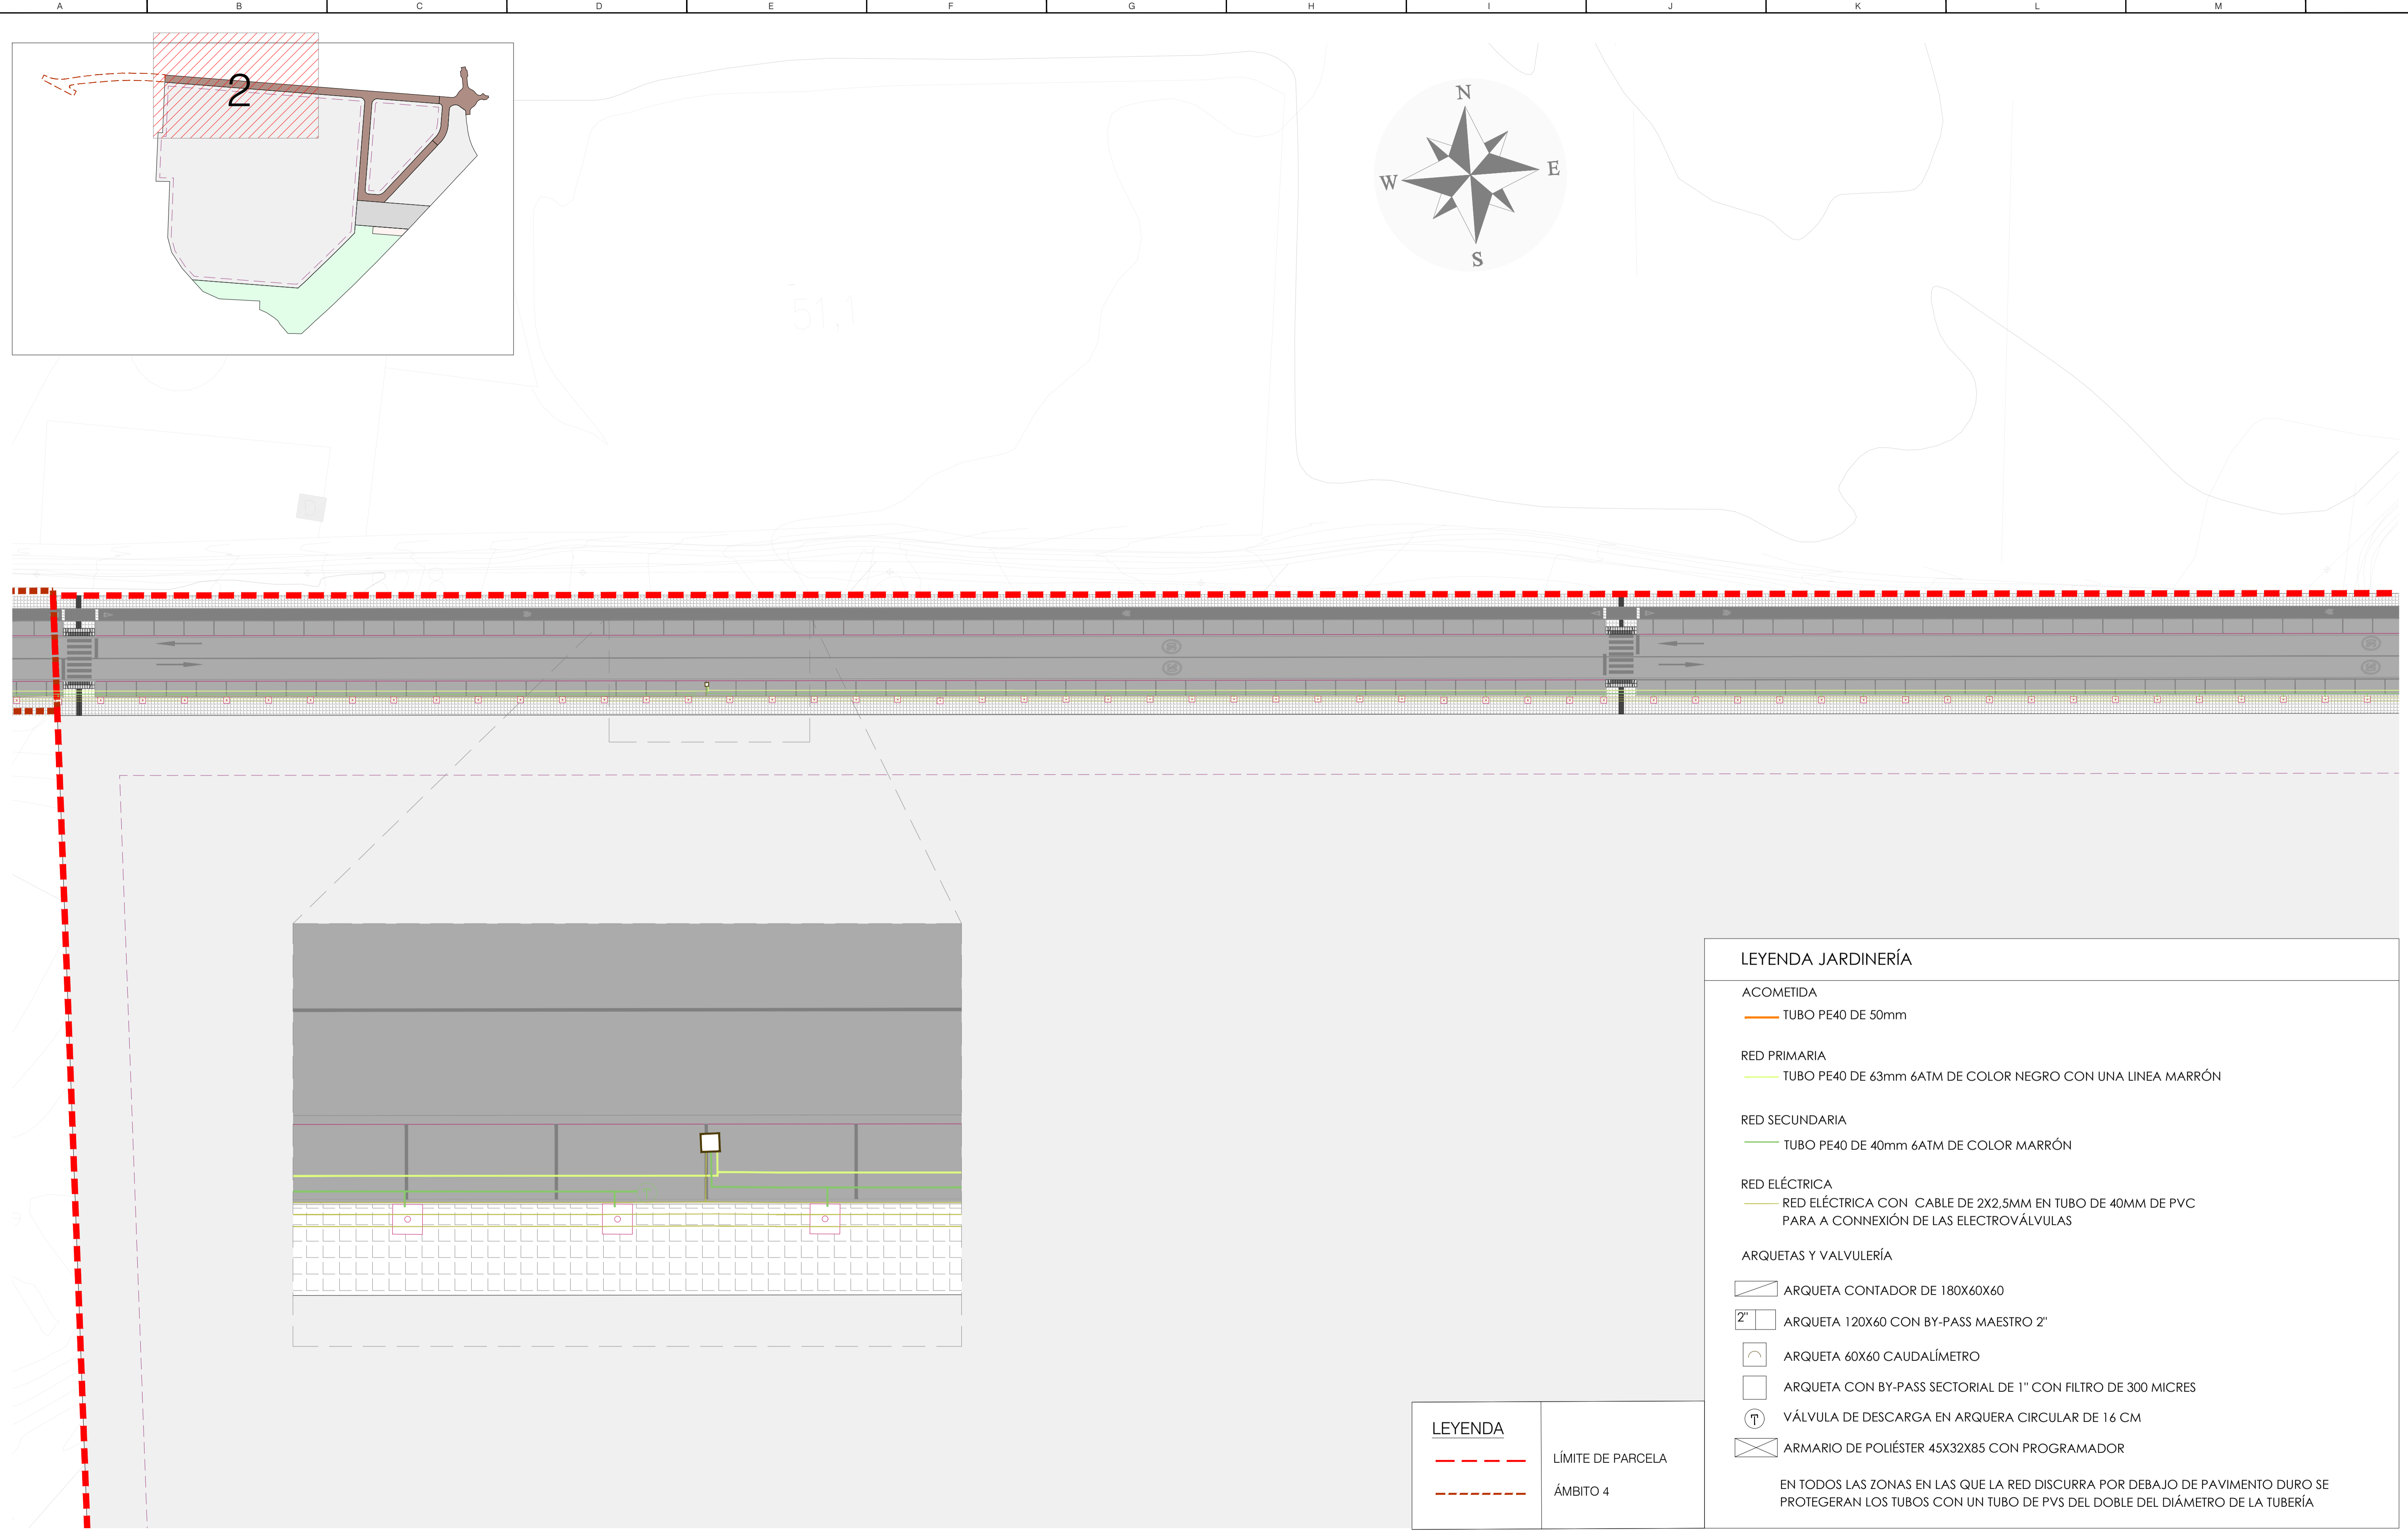 A B C D E F G H I J K L M
2
N
W E
S
51,1
LEYENDA JARDINERÍA
ACOMETIDA
TUBO PE40 DE 50mm
RED PRIMARIA
TUBO PE40 DE 63mm 6ATM DE COLOR NEGRO CON UNA LINEA MARRÓN
RED SECUNDARIA
TUBO PE40 DE 40mm 6ATM DE COLOR MARRÓN
RED ELÉCTRICA
RED ELÉCTRICA CON CABLE DE 2X2,5MM EN TUBO DE 40MM DE PVC
PARA A CONNEXIÓN DE LAS ELECTROVÁLVULAS
ARQUETAS Y VALVULERÍA
ARQUETA CONTADOR DE 180X60X60
2" ARQUETA 120X60 CON BY-PASS MAESTRO 2"
ARQUETA 60X60 CAUDALÍMETRO
ARQUETA CON BY-PASS SECTORIAL DE 1" CON FILTRO DE 300 MICRES
T VÁLVULA DE DESCARGA EN ARQUERA CIRCULAR DE 16 CM
ARMARIO DE POLIÉSTER 45X32X85 CON PROGRAMADOR
EN TODOS LAS ZONAS EN LAS QUE LA RED DISCURRA POR DEBAJO DE PAVIMENTO DURO SE
PROTEGERAN LOS TUBOS CON UN TUBO DE PVS DEL DOBLE DEL DIÁMETRO DE LA TUBERÍA
LEYENDA
LÍMITE DE PARCELA
ÁMBITO 4